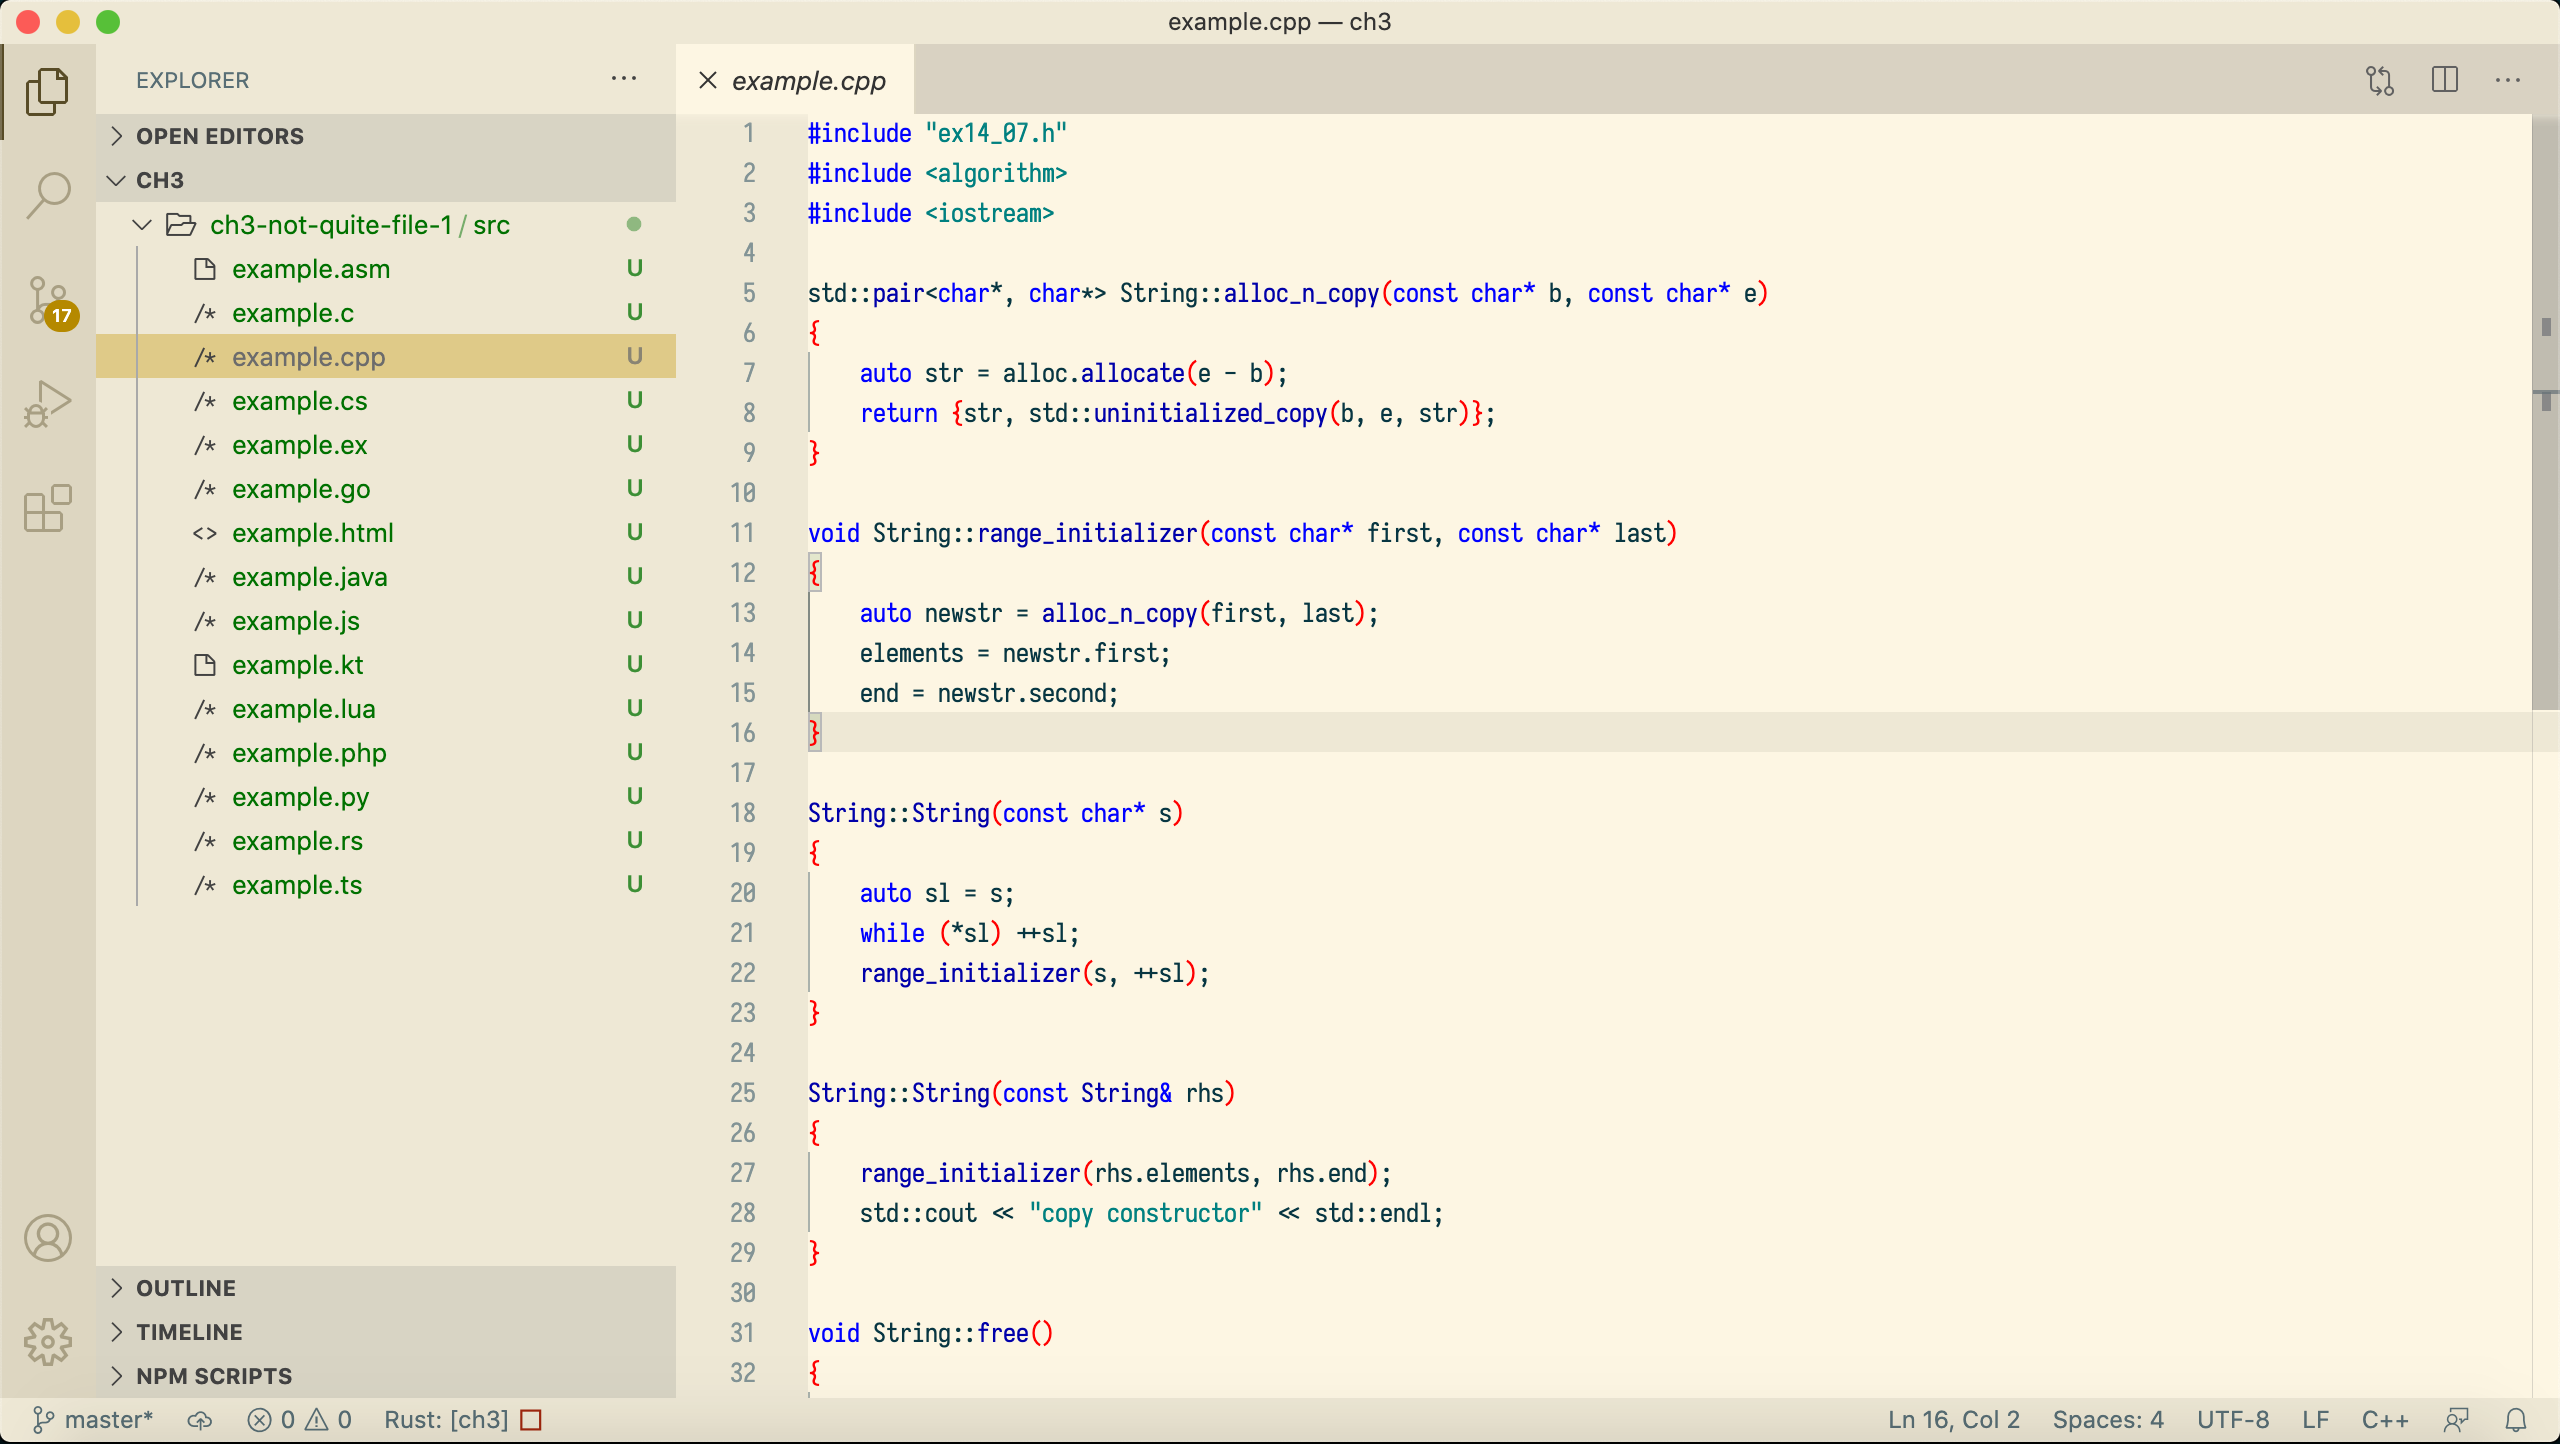 example.cpp — ch3
EXPLORER
OPEN EDITORS
CH3
ch3-not-quite-file-1 / src
example.asm U
/* example.c U
/* example.cpp U
/* example.cs U
/* example.ex U
/* example.go U
<> example.html U
/* example.java U
/* example.js U
example.kt U
/* example.lua U
/* example.php U
/* example.py U
/* example.rs U
/* example.ts U
17
OUTLINE
TIMELINE
NPM SCRIPTS
example.cpp
1 #include "ex14_07.h"
2 #include <algorithm>
3 #include <iostream>
4
5 std::pair<char*, char*> String::alloc_n_copy(const char* b, const char* e)
6 {
7     auto str = alloc.allocate(e - b);
8     return {str, std::uninitialized_copy(b, e, str)};
9 }
10
11 void String::range_initializer(const char* first, const char* last)
12 {
13     auto newstr = alloc_n_copy(first, last);
14     elements = newstr.first;
15     end = newstr.second;
16 }
17
18 String::String(const char* s)
19 {
20     auto sl = s;
21     while (*sl) ++sl;
22     range_initializer(s, ++sl);
23 }
24
25 String::String(const String& rhs)
26 {
27     range_initializer(rhs.elements, rhs.end);
28     std::cout << "copy constructor" << std::endl;
29 }
30
31 void String::free()
32 {
master* 0 0 Rust: [ch3] Ln 16, Col 2 Spaces: 4 UTF-8 LF C++